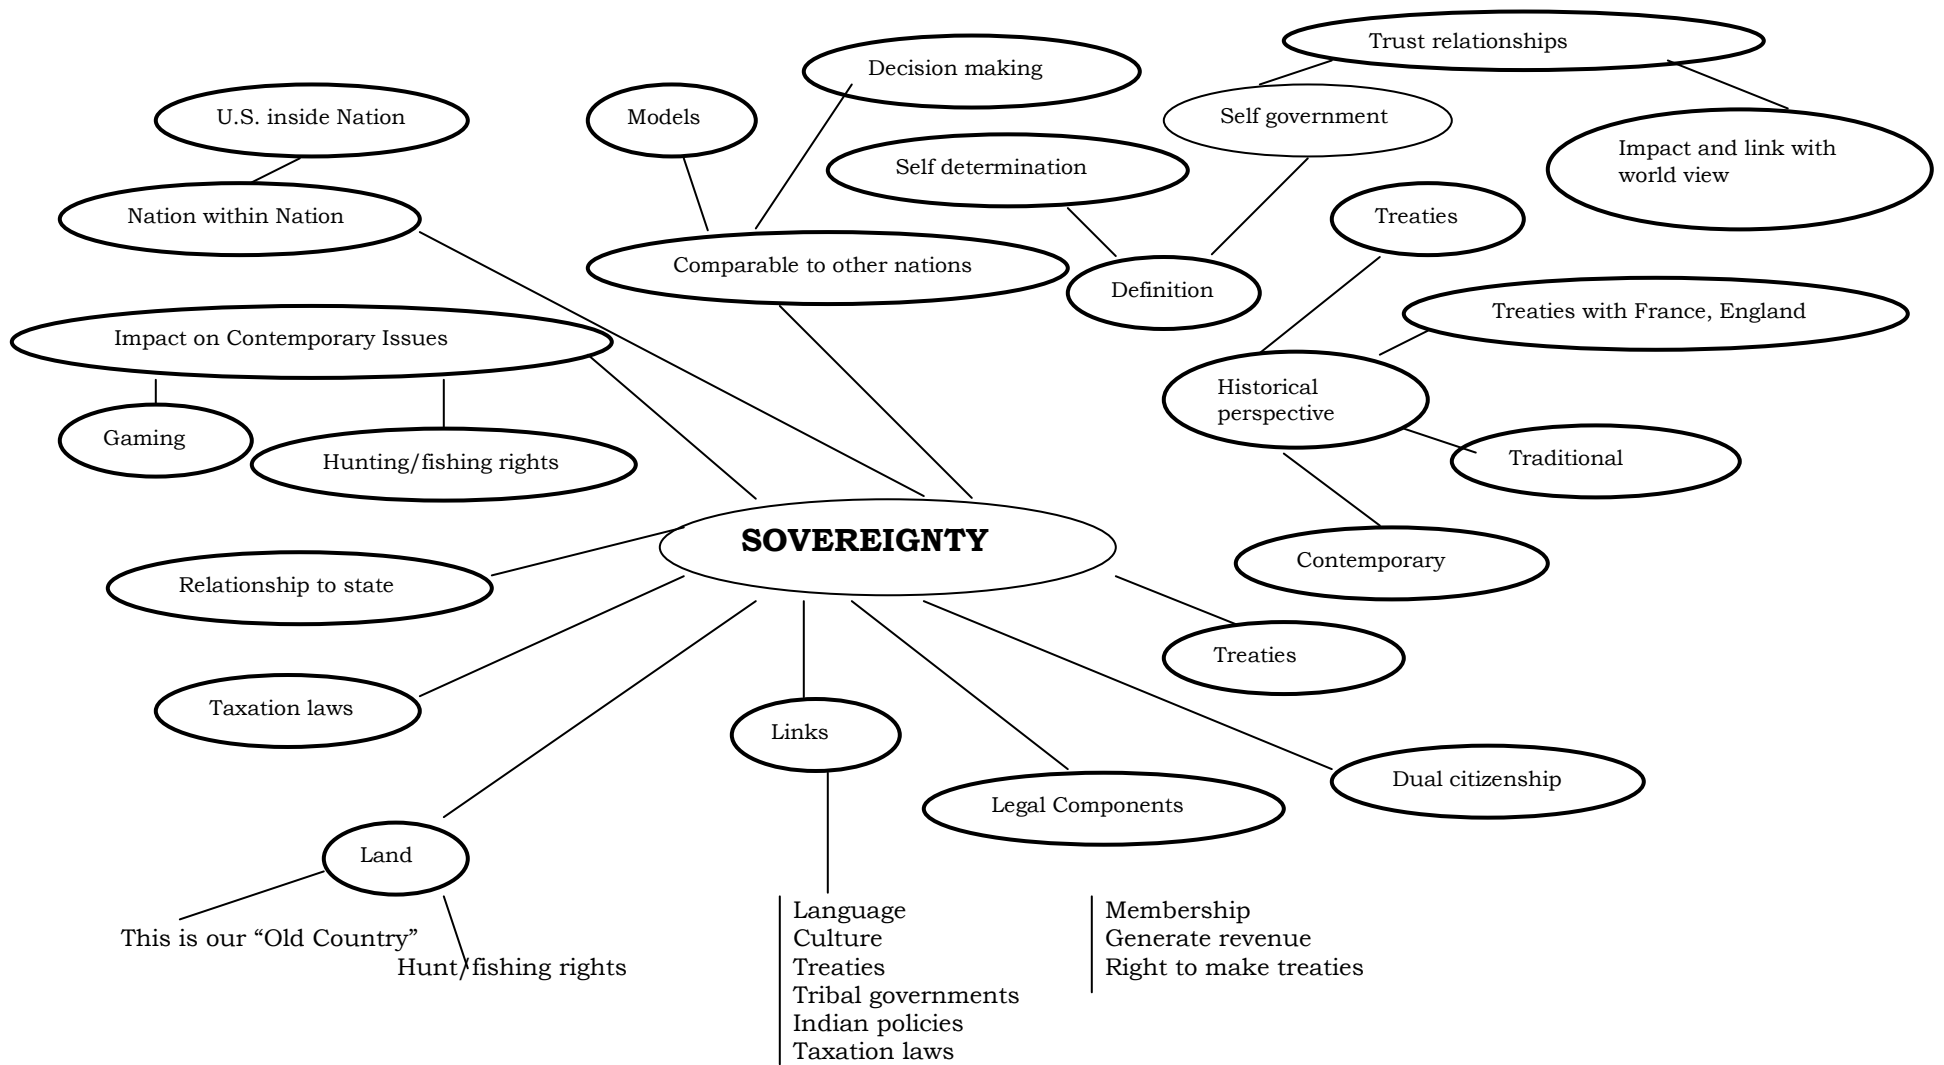 Trust relationships
Decision making
U.S. inside Nation
Models
Self government
Impact and link with
world view
Self determination
Nation within Nation
Treaties
Comparable to other nations
Definition
Treaties with France, England
Impact on Contemporary Issues
Historical
perspective
Gaming
Hunting/fishing rights
Traditional
SOVEREIGNTY
Contemporary
Relationship to state
Treaties
Taxation laws
Links
Dual citizenship
Legal Components
Land
This is our “Old Country”
Hunt/fishing rights
Language
Culture
Treaties
Tribal governments
Indian policies
Taxation laws
Membership
Generate revenue
Right to make treaties